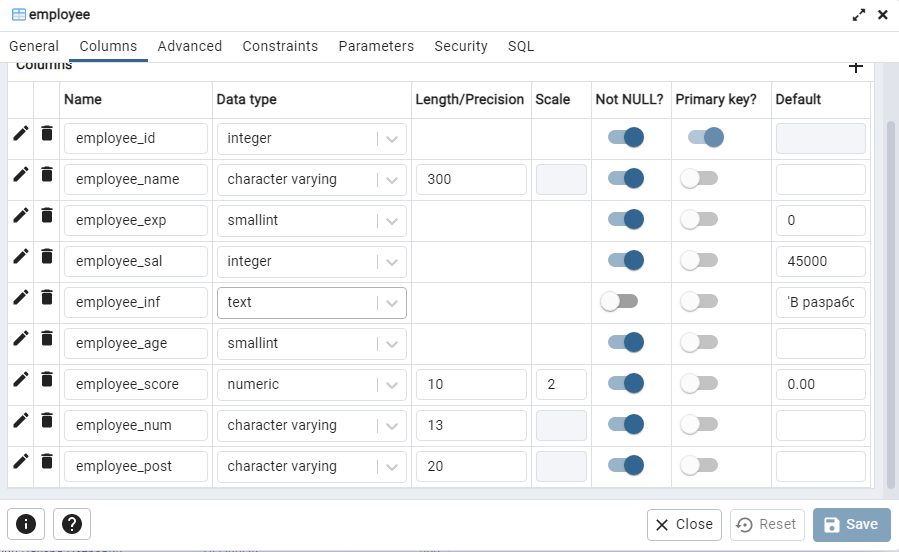 employee
General Columns Advanced Constraints Parameters Security SQL
Columns
Name Data type Length/Precision Scale Not NULL? Primary key? Default
employee_id integer
employee_name character varying 300
employee_exp smallint 0
employee_sal integer 45000
employee_inf text 'В разрабс
employee_age smallint
employee_score numeric 10 2 0.00
employee_num character varying 13
employee_post character varying 20
Close Reset Save